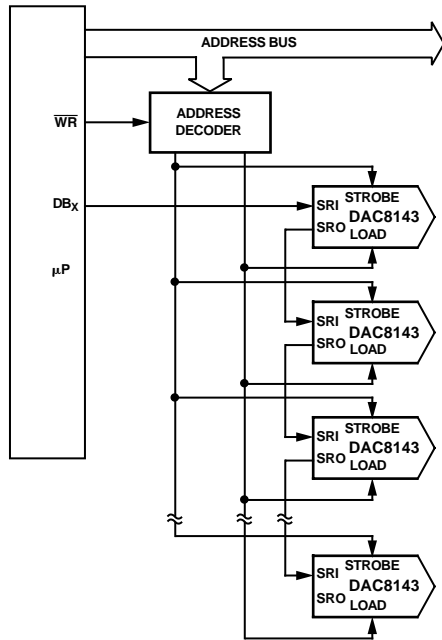 ADDRESS BUS
ADDRESS
DECODER
WR
DBX
μP
STROBE
SRI
DAC8143
SRO
LOAD
STROBE
SRI
DAC8143
SRO
LOAD
STROBE
SRI
DAC8143
SRO
LOAD
STROBE
SRI
DAC8143
SRO
LOAD